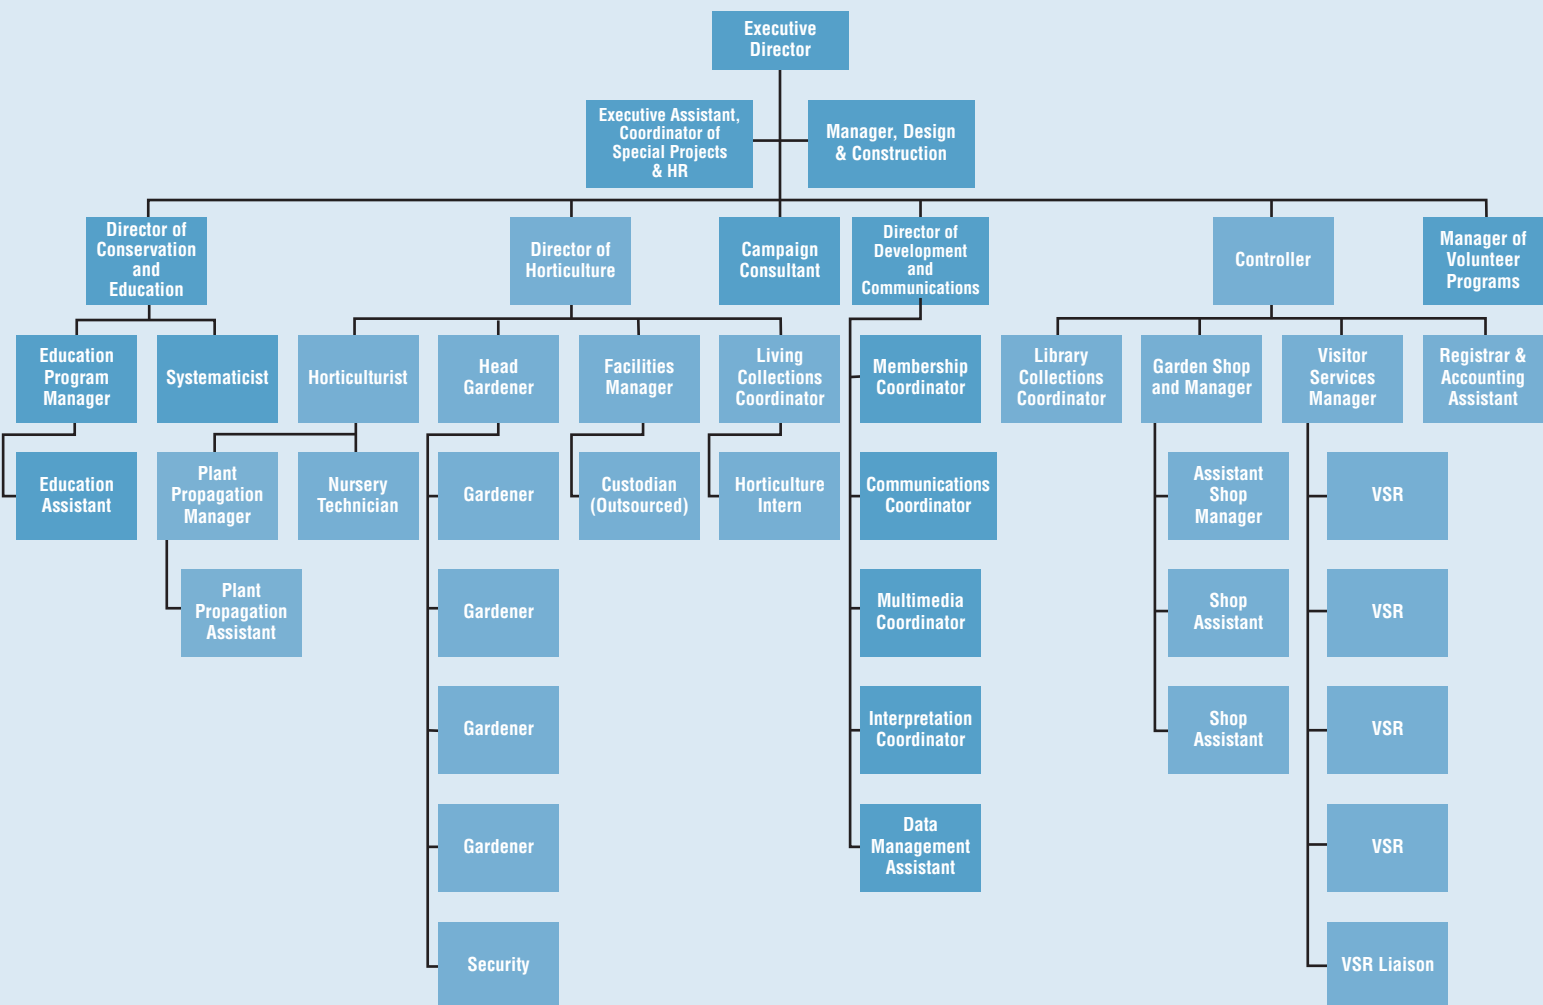 Executive
Director
Executive Assistant,
Coordinator of
Special Projects
& HR
Manager, Design
& Construction
Director of
Conservation
and
Education
Director of
Horticulture
Campaign
Consultant
Director of
Development
and
Communications
Controller
Manager of
Volunteer
Programs
Education
Program
Manager
Systematicist
Horticulturist
Head
Gardener
Facilities
Manager
Living
Collections
Coordinator
Membership
Coordinator
Library
Collections
Coordinator
Garden Shop
and Manager
Visitor
Services
Manager
Registrar &
Accounting
Assistant
Education
Assistant
Plant
Propagation
Manager
Nursery
Technician
Gardener
Custodian
(Outsourced)
Horticulture
Intern
Communications
Coordinator
Assistant
Shop
Manager
VSR
Plant
Propagation
Assistant
Gardener
Multimedia
Coordinator
Shop
Assistant
VSR
Gardener
Interpretation
Coordinator
Shop
Assistant
VSR
Gardener
Data
Management
Assistant
VSR
Security
VSR Liaison